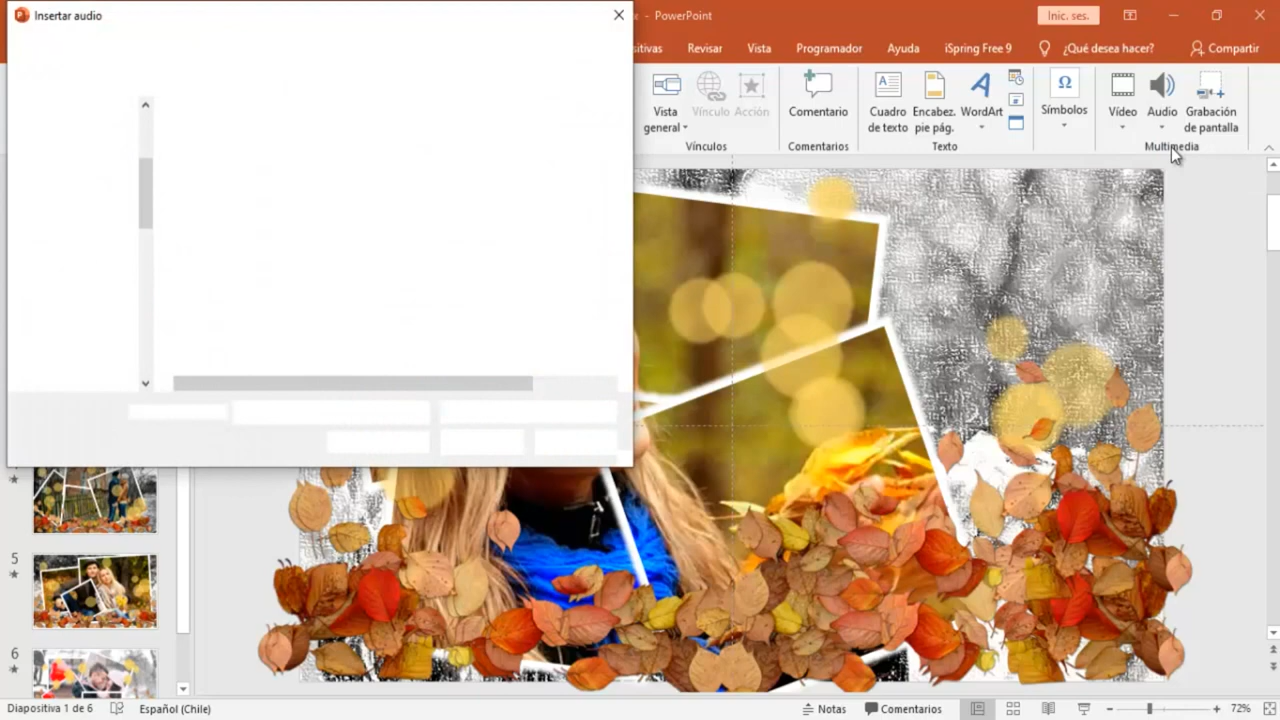 Insertar audio
- PowerPoint
Inic. ses.
Revisar
Vista
Programador
Ayuda
iSpring Free 9
¿Qué desea hacer?
Compartir
Vista general
Vínculo
Acción
Comentario
Cuadro de texto
Encabez. pie pág.
WordArt
Símbolos
Vídeo
Audio
Grabación de pantalla
Vínculos
Comentarios
Texto
Multimedia
5
6
Diapositiva 1 de 6
Español (Chile)
Notas
Comentarios
72%